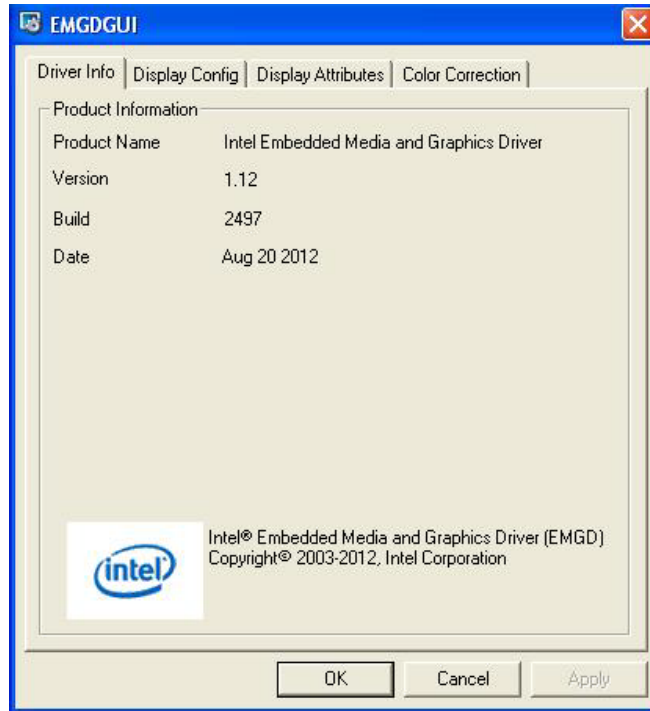 EMGDGUI
Driver Info Display Config Display Attributes Color Correction
Product Information
Product Name Intel Embedded Media and Graphics Driver
Version 1.12
Build 2497
Date Aug 20 2012
intel
Intel® Embedded Media and Graphics Driver (EMGD)
Copyright© 2003-2012, Intel Corporation
OK Cancel Apply